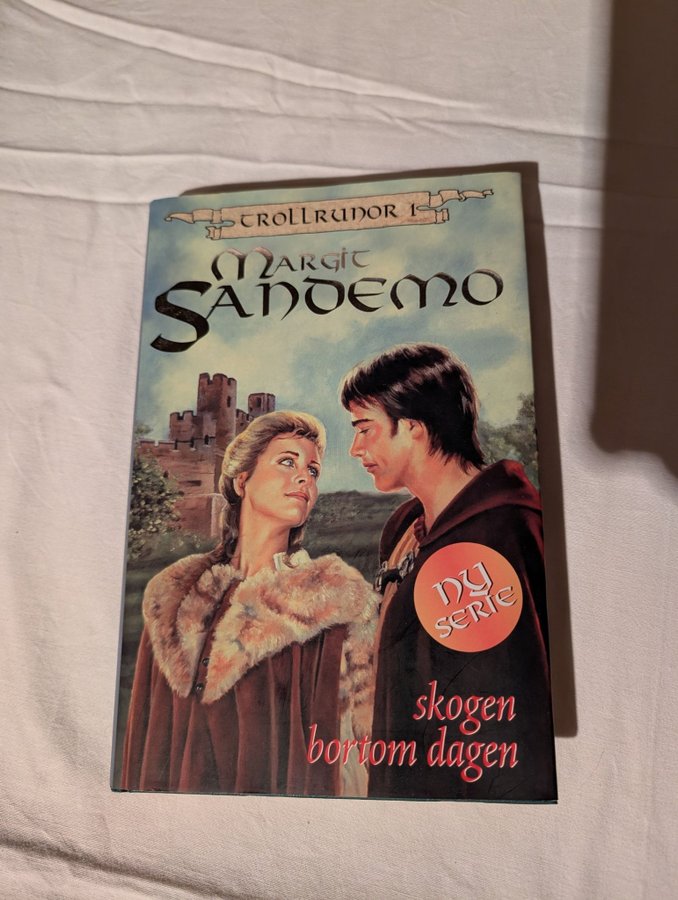 TROLLRUNOR 1
MARGIT
SANDEMO
NY
SERIE
skogen
bortom dagen